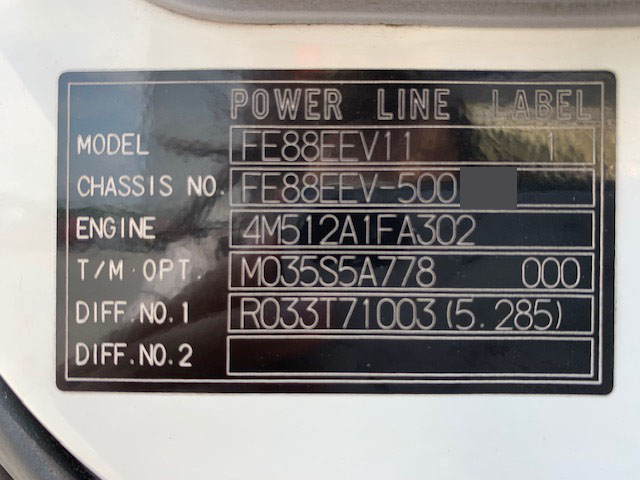 POWER LINE LABEL
MODEL FE88EEV11 1
CHASSIS NO. FE88EEV-500
ENGINE 4M512A1FA302
T/M OPT. M035S5A778 000
DIFF.NO.1 R033T71003(5.285)
DIFF.NO.2